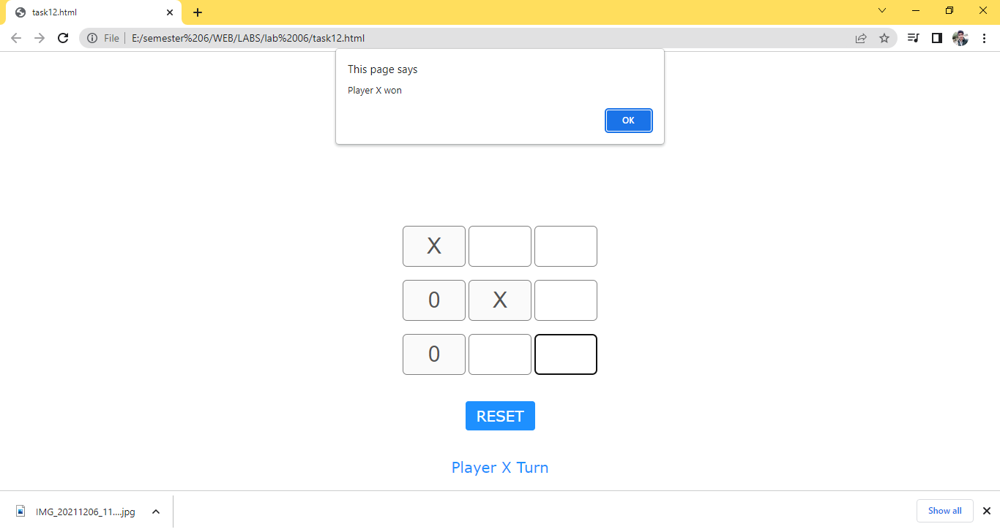 task12.html
File E:/semester%206/WEB/LABS/lab%2006/task12.html
This page says
Player X won
OK
X
0 X
0
RESET
Player X Turn
IMG_20211206_11....jpg
Show all